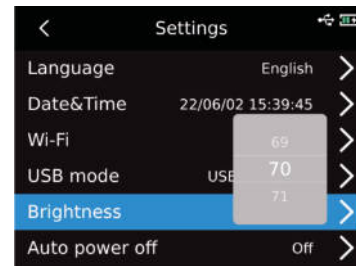 Settings
Language English
Date&Time 22/06/02 15:39:45
Wi-Fi 69
USB mode USB 70
Brightness 71
Auto power off Off